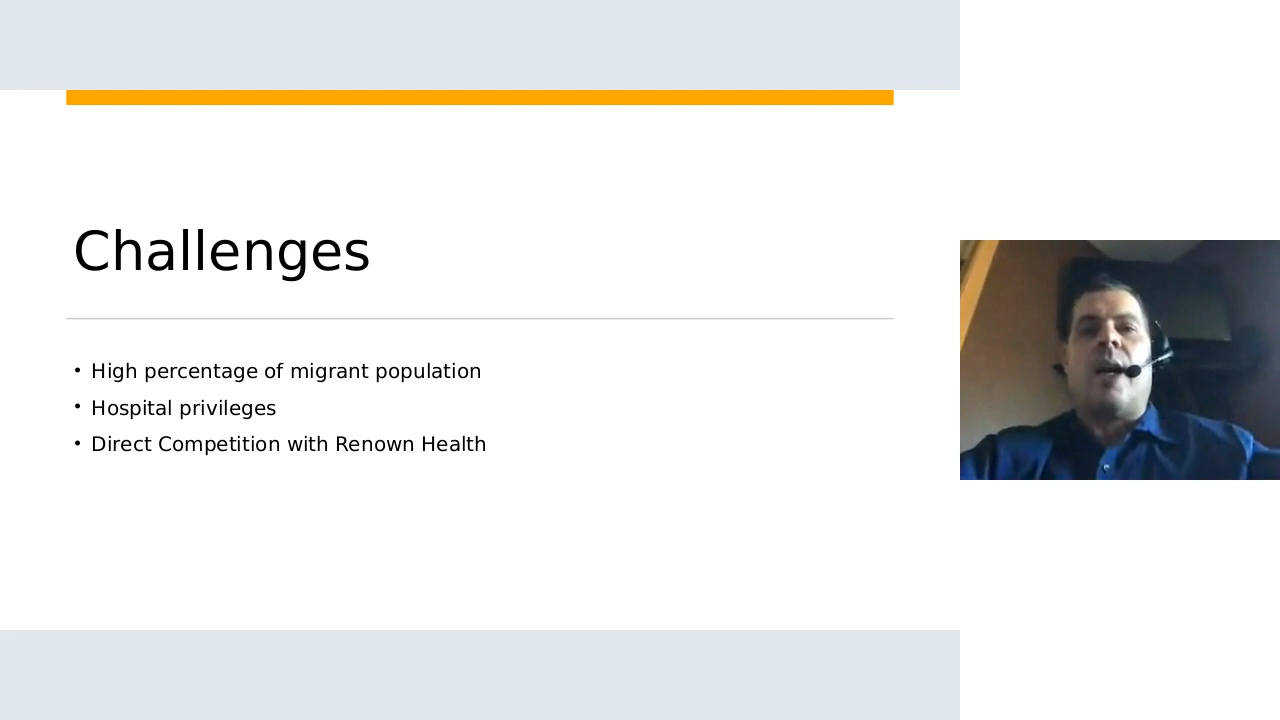 Challenges
• High percentage of migrant population
• Hospital privileges
• Direct Competition with Renown Health